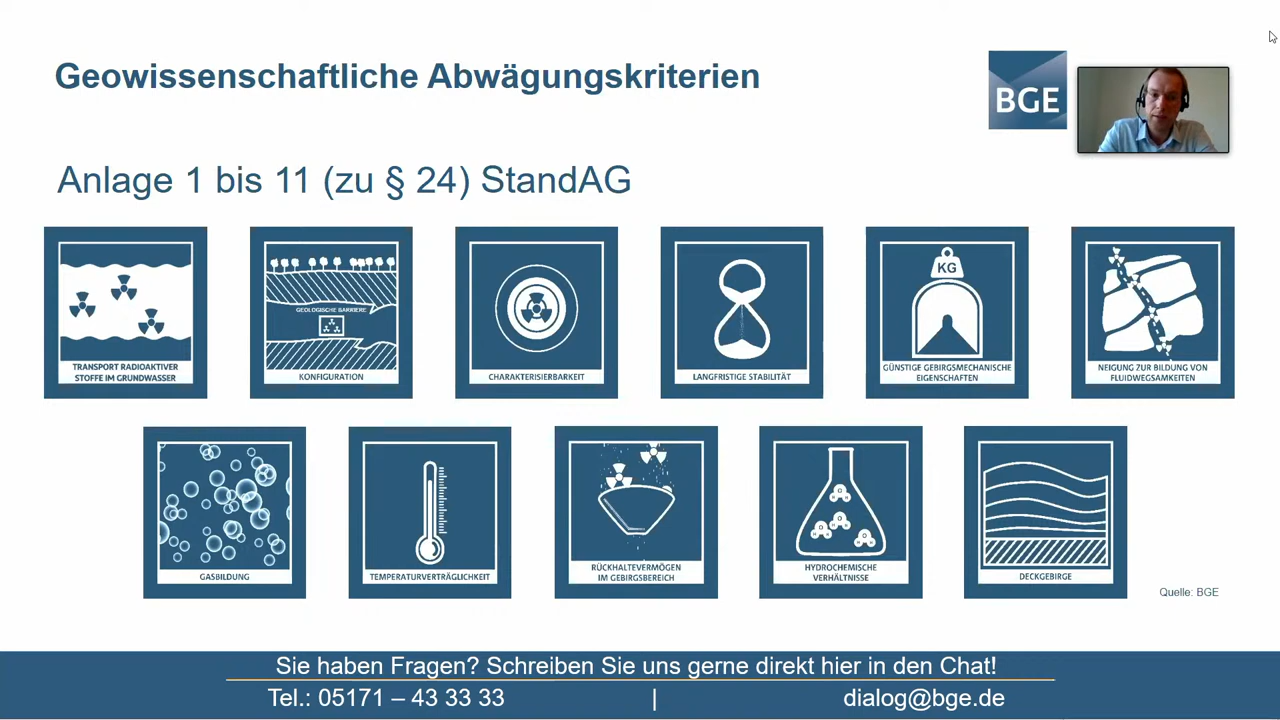 Geowissenschaftliche Abwägungskriterien
BGE
Anlage 1 bis 11 (zu § 24) StandAG
TRANSPORT RADIOAKTIVER
STOFFE IM GRUNDWASSER
GEOLOGISCHE BARRIERE
KONFIGURATION
CHARAKTERISIERBARKEIT
LANGFRISTIGE STABILITÄT
KG
GÜNSTIGE GEBIRGSMECHANISCHE
EIGENSCHAFTEN
NEIGUNG ZUR BILDUNG VON
FLUIDWEGSAMKEITEN
GASBILDUNG
TEMPERATURVERTRÄGLICHKEIT
RÜCKHALTEVERMÖGEN
IM GEBIRGSBEREICH
HYDROCHEMISCHE
VERHÄLTNISSE
DECKGEBIRGE
Quelle: BGE
Sie haben Fragen? Schreiben Sie uns gerne direkt hier in den Chat!
Tel.: 05171 – 43 33 33 | dialog@bge.de